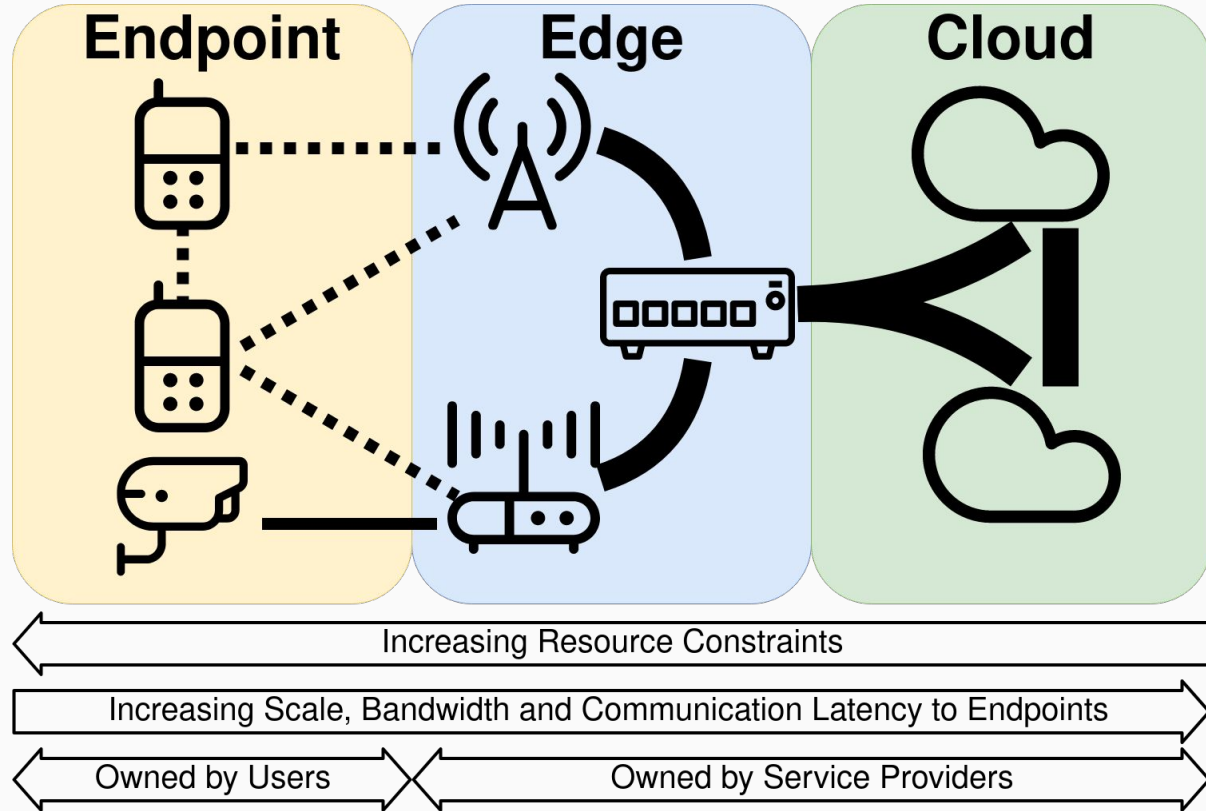 Endpoint
Edge
Cloud
Increasing Resource Constraints
Increasing Scale, Bandwidth and Communication Latency to Endpoints
Owned by Users
Owned by Service Providers